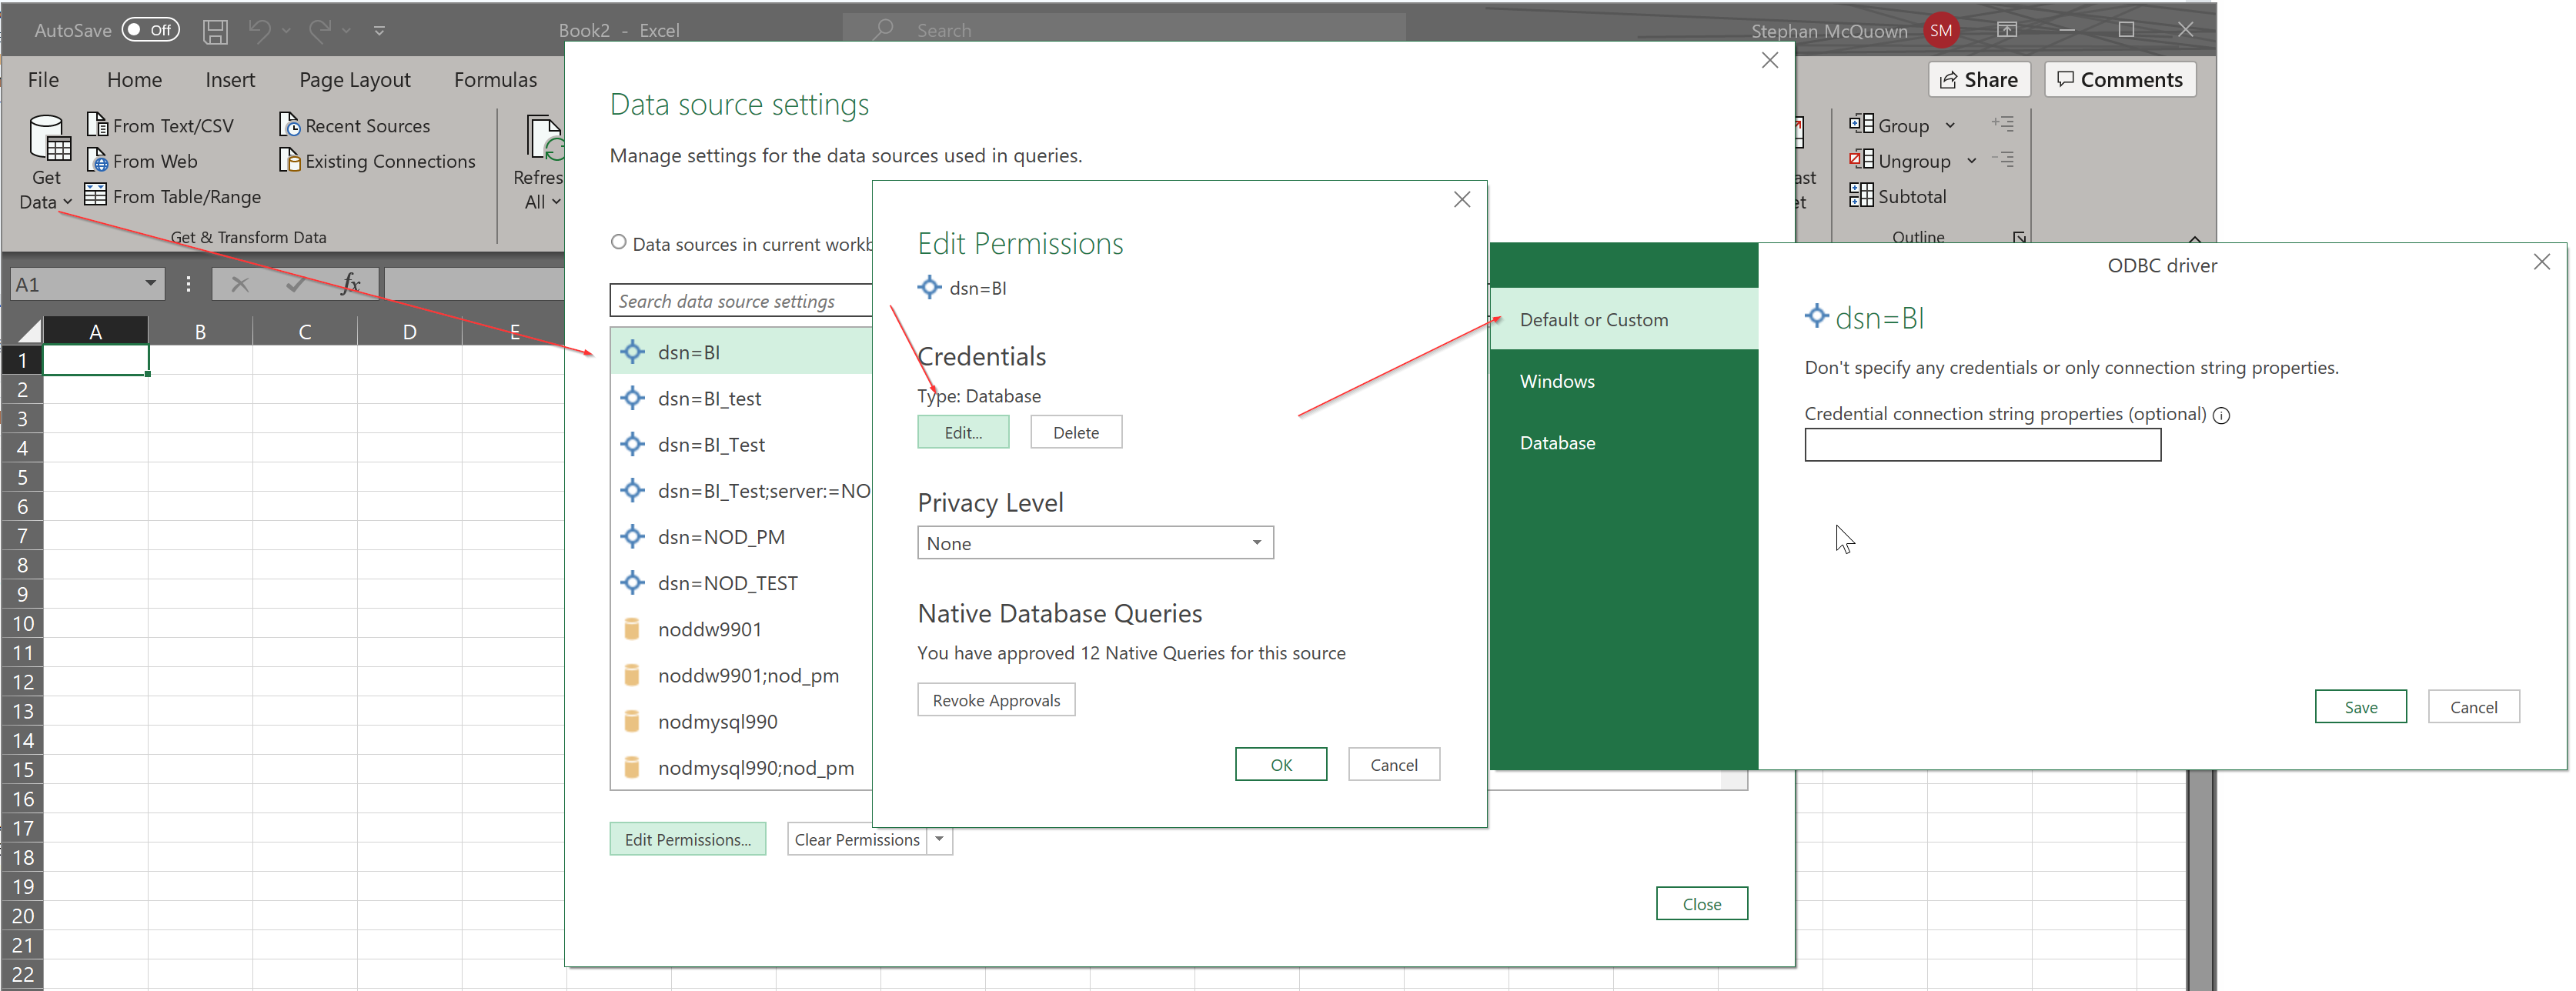 AutoSave Off
Book2 - Excel
Search
Stephan McQuown SM
File Home Insert Page Layout Formulas
Share Comments
Get Data
From Text/CSV
From Web
From Table/Range
Recent Sources
Existing Connections
Get & Transform Data
Refres
All
ast
et
Group
Ungroup
Subtotal
Outline
A1
fx
A B C D E
1
2
3
4
5
6
7
8
9
10
11
12
13
14
15
16
17
18
19
20
21
22
Data source settings
Manage settings for the data sources used in queries.
Data sources in current workb
Search data source settings
dsn=BI
dsn=BI_test
dsn=BI_Test
dsn=BI_Test;server:=NO
dsn=NOD_PM
dsn=NOD_TEST
noddw9901
noddw9901;nod_pm
nodmysql990
nodmysql990;nod_pm
Edit Permissions...
Clear Permissions
Close
Edit Permissions
dsn=BI
Credentials
Type: Database
Edit... Delete
Privacy Level
None
Native Database Queries
You have approved 12 Native Queries for this source
Revoke Approvals
OK Cancel
Default or Custom
Windows
Database
ODBC driver
dsn=BI
Don't specify any credentials or only connection string properties.
Credential connection string properties (optional)
Save Cancel